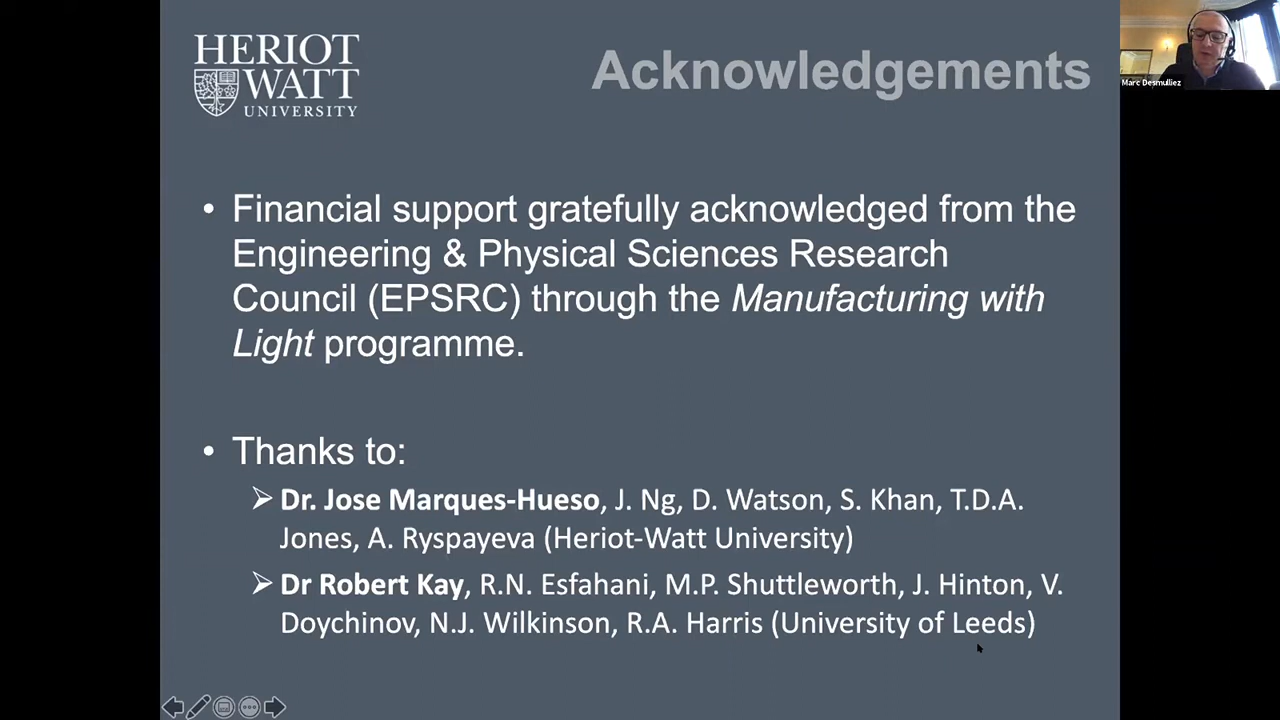 HERIOT
WATT
UNIVERSITY
Acknowledgements
Marc Desmulliez
• Financial support gratefully acknowledged from the
Engineering & Physical Sciences Research
Council (EPSRC) through the Manufacturing with
Light programme.
• Thanks to:
➢ Dr. Jose Marques-Hueso, J. Ng, D. Watson, S. Khan, T.D.A.
Jones, A. Ryspayeva (Heriot-Watt University)
➢ Dr Robert Kay, R.N. Esfahani, M.P. Shuttleworth, J. Hinton, V.
Doychinov, N.J. Wilkinson, R.A. Harris (University of Leeds)